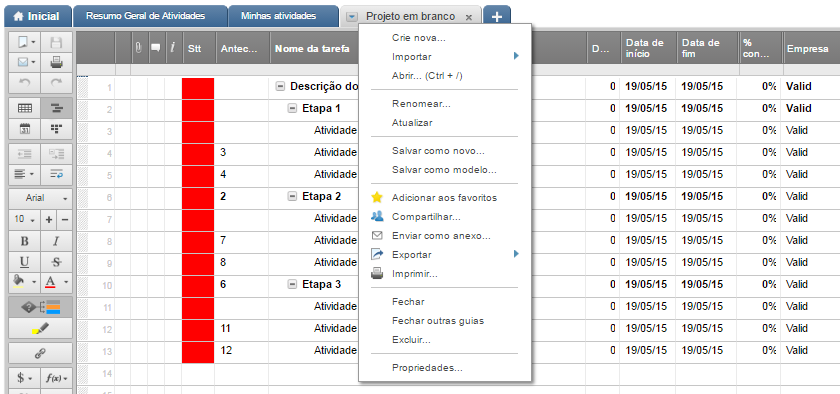 Inicial Resumo Geral de Atividades Minhas atividades Projeto em branco
Stt Antec... Nome da tarefa D... Data de início Data de fim % con... Empresa
Crie nova...
Importar
Abrir... (Ctrl + /)
Renomear...
Atualizar
Salvar como novo...
Salvar como modelo...
Adicionar aos favoritos
Compartilhar...
Enviar como anexo...
Exportar
Imprimir...
Fechar
Fechar outras guias
Excluir...
Propriedades...
1 Descrição do 0 19/05/15 19/05/15 0% Valid
2 Etapa 1 0 19/05/15 19/05/15 0% Valid
3 Atividade 0 19/05/15 19/05/15 0% Valid
4 3 Atividade 0 19/05/15 19/05/15 0% Valid
5 4 Atividade 0 19/05/15 19/05/15 0% Valid
6 2 Etapa 2 0 19/05/15 19/05/15 0% Valid
7 Atividade 0 19/05/15 19/05/15 0% Valid
8 7 Atividade 0 19/05/15 19/05/15 0% Valid
9 8 Atividade 0 19/05/15 19/05/15 0% Valid
10 6 Etapa 3 0 19/05/15 19/05/15 0% Valid
11 Atividade 0 19/05/15 19/05/15 0% Valid
12 11 Atividade 0 19/05/15 19/05/15 0% Valid
13 12 Atividade 0 19/05/15 19/05/15 0% Valid
14
15
Arial
10 + −
B I
U S
A
$ f(x)